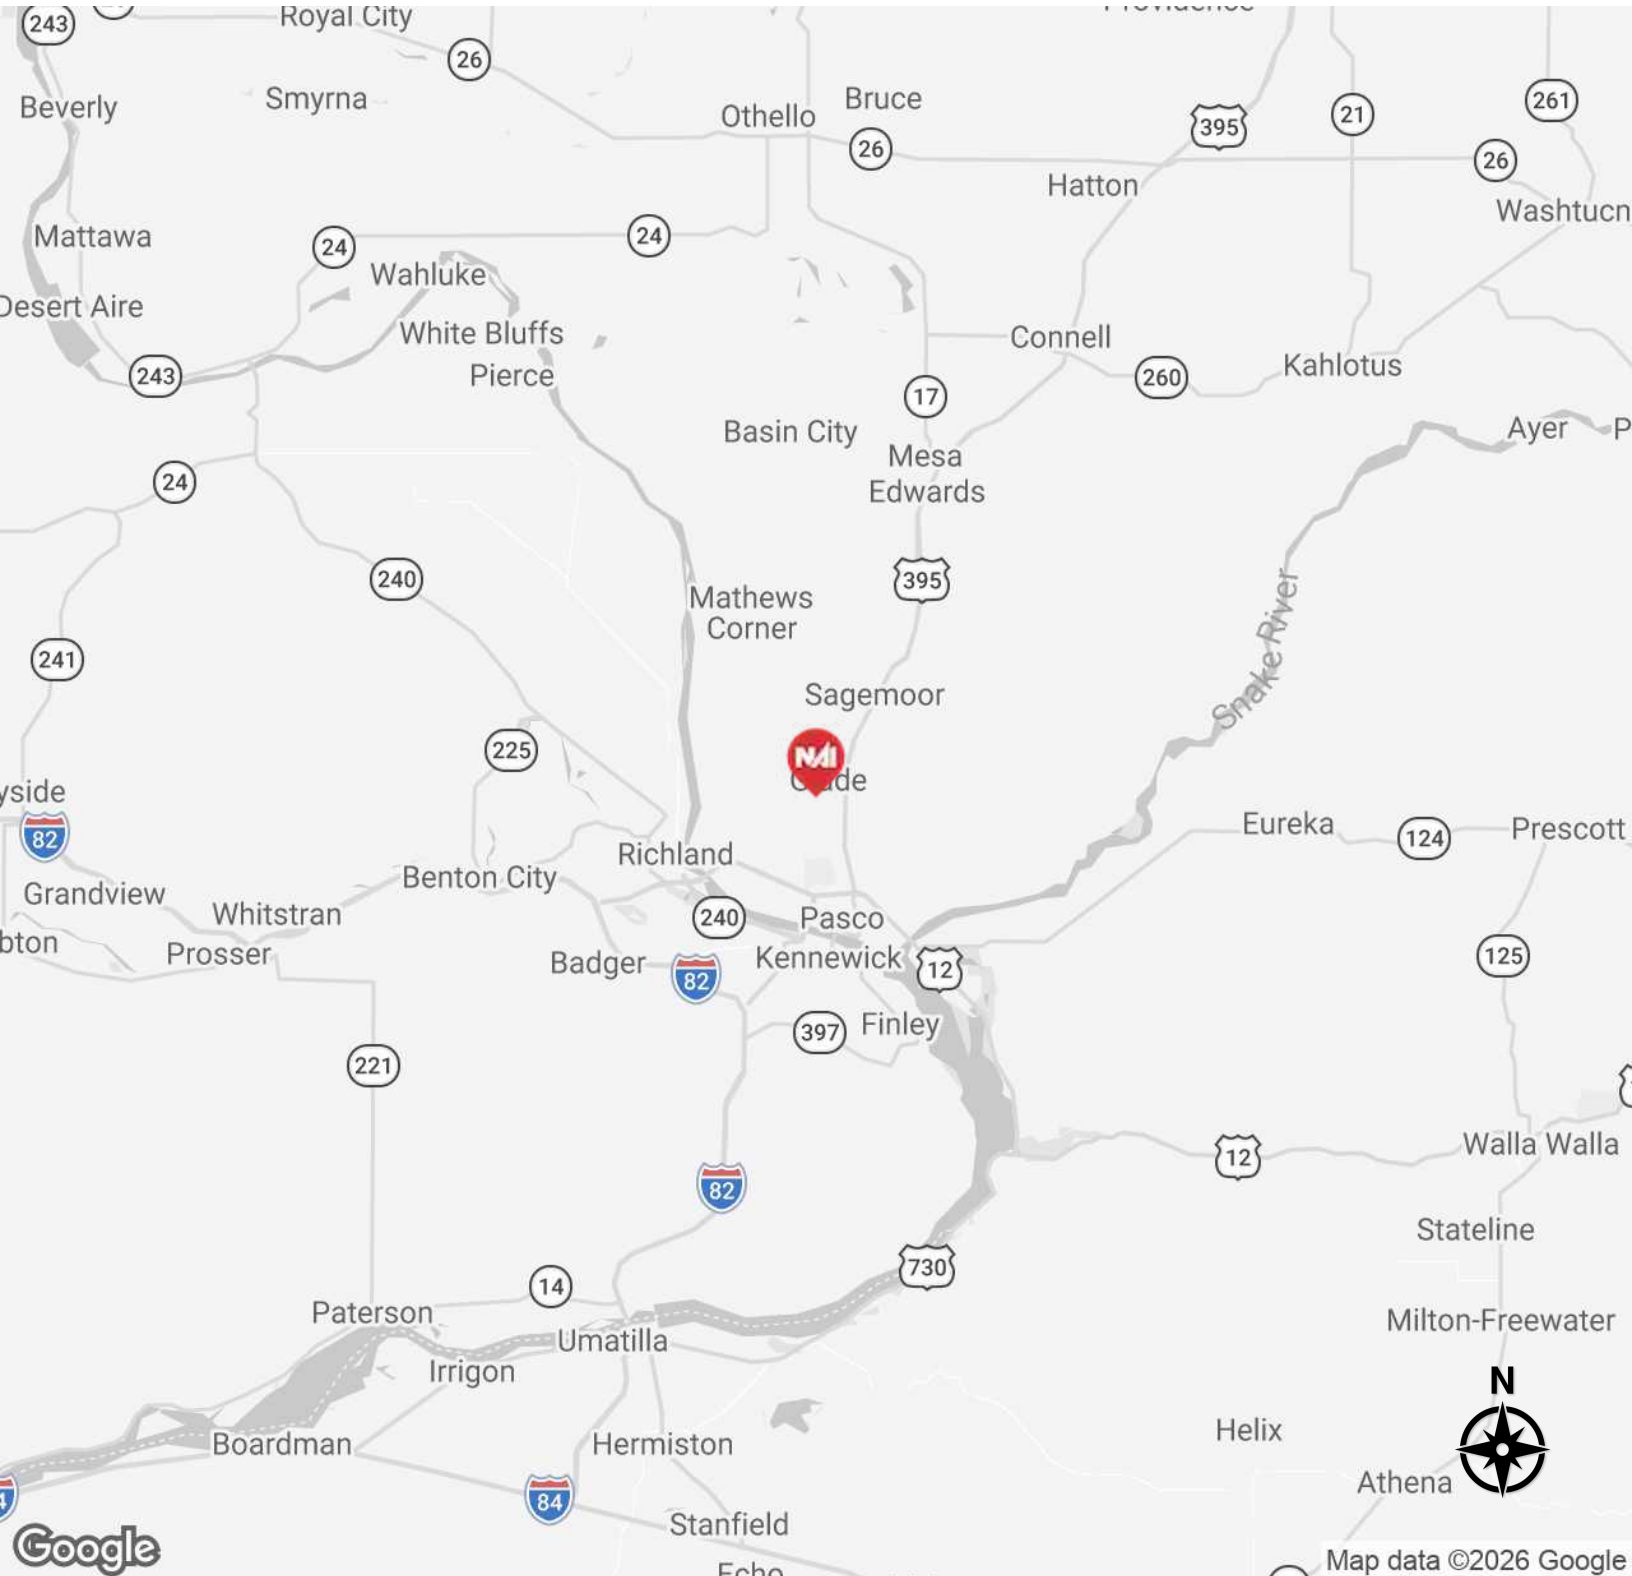 Royal City
243
26
Beverly
Smyrna
Othello
Bruce
26
395
21
261
26
Hatton
Mattawa
24
24
Wahluke
Desert Aire
White Bluffs
Connell
Kahlotus
243
Pierce
260
17
Basin City
Mesa
Edwards
Ayer
24
240
395
Mathews
Corner
Snake River
241
Sagemoor
225
NAI
82
Eureka
124
Prescott
Richland
Benton City
Grandview
Whitstran
240
Pasco
Prosser
Badger
82
Kennewick
12
125
397
Finley
221
12
Walla Walla
82
Stateline
730
14
Paterson
Umatilla
Milton-Freewater
Irrigon
N
Boardman
Hermiston
Helix
Athena
84
Stanfield
Google
Map data ©2026 Google